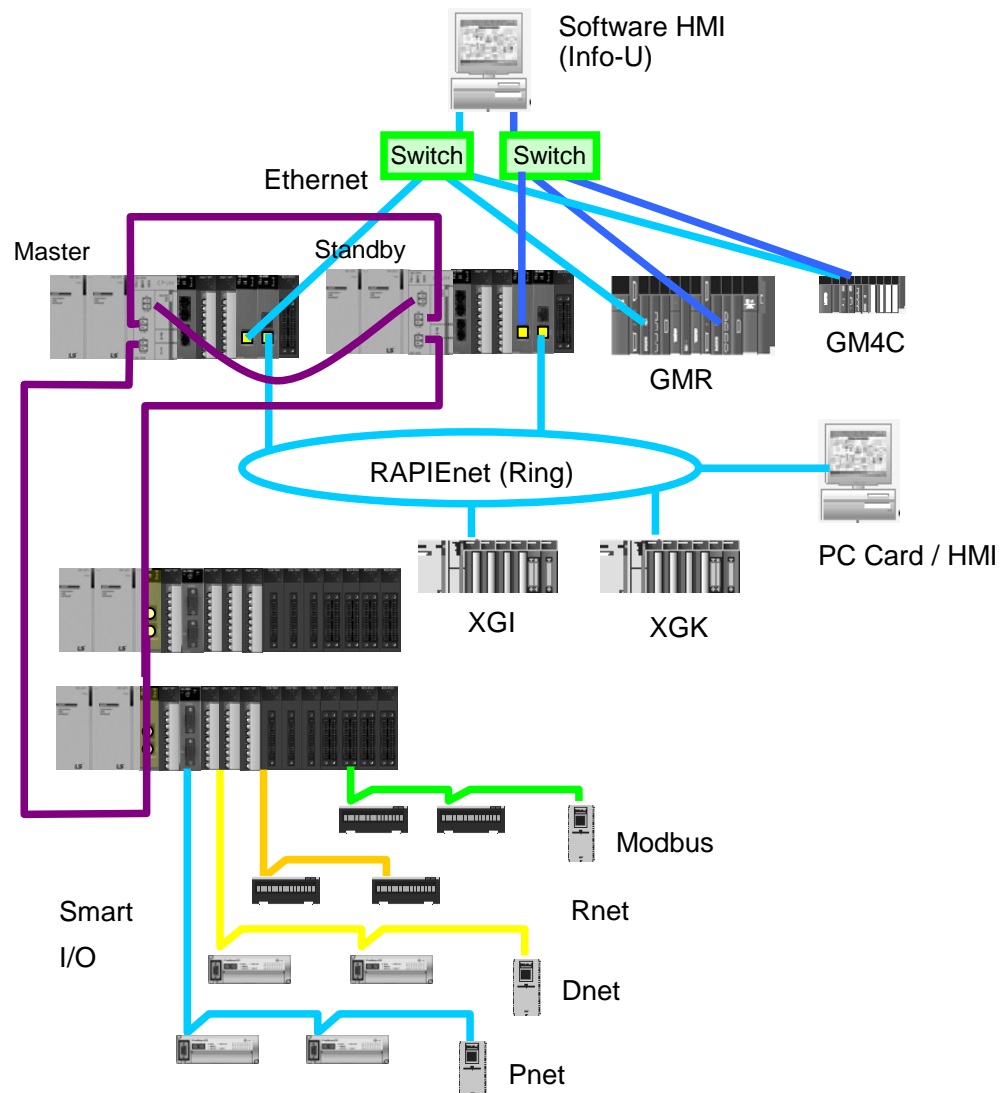 Software HMI
(Info-U)
Switch
Switch
Ethernet
Master
Standby
GMR
GM4C
RAPIEnet (Ring)
PC Card / HMI
XGI
XGK
Modbus
Smart
I/O
Rnet
Dnet
Pnet